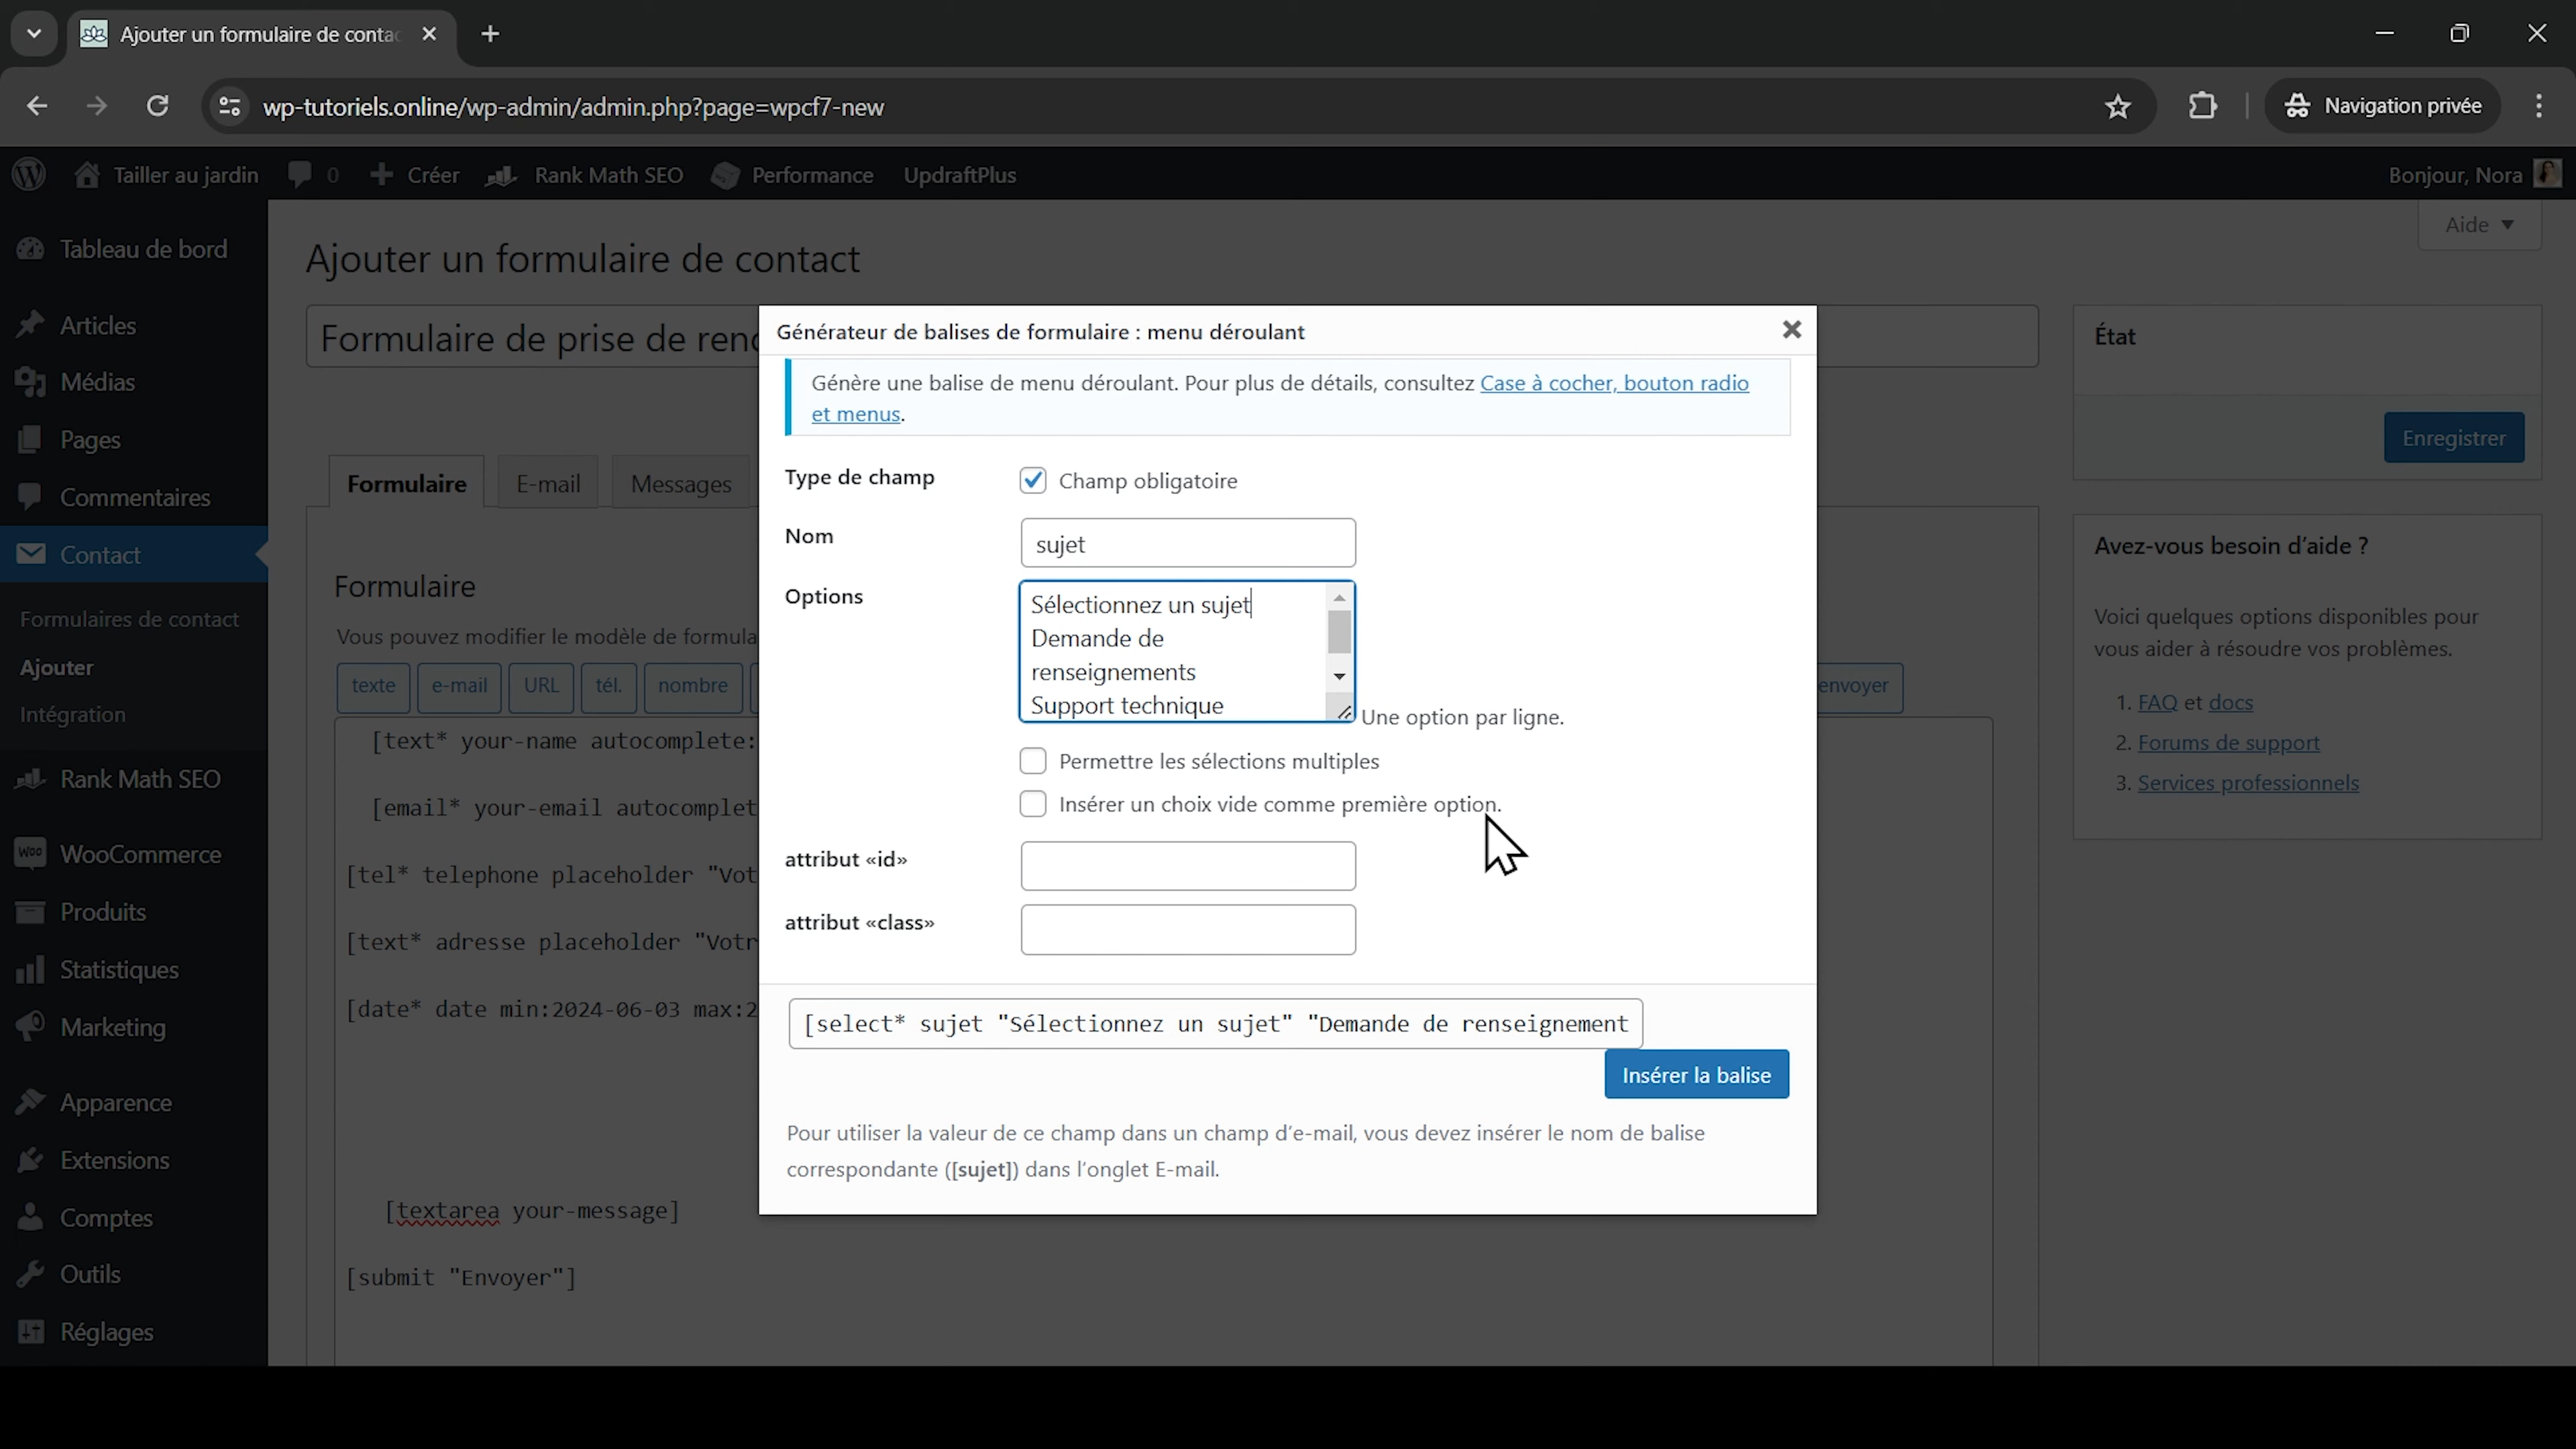 Ajouter un formulaire de conta
wp-tutoriels.online/wp-admin/admin.php?page=wpcf7-new
Navigation privée
Tailler au jardin
0
Créer
Rank Math SEO
Performance
UpdraftPlus
Bonjour, Nora
Tableau de bord
Articles
Médias
Pages
Commentaires
Contact
Formulaires de contact
Ajouter
Intégration
Rank Math SEO
WooCommerce
Produits
Statistiques
Marketing
Apparence
Extensions
Comptes
Outils
Réglages
Aide
Ajouter un formulaire de contact
Formulaire de prise de
Formulaire
E-mail
Messages
Formulaire
Vous pouvez modifier le modèle de
texte
e-mail
URL
tél.
nombre
envoyer
[text* your-name autocomplete:
[email* your-email
[tel* telephone placeholder
[text* adresse placeholder
[date* date min:2024-06-03
[textarea your-message]
[submit "Envoyer"]
Générateur de balises de formulaire : menu déroulant
Génère une balise de menu déroulant. Pour plus de détails, consultez Case à cocher, bouton radio
et menus.
Type de champ
Champ obligatoire
Nom
sujet
Options
Sélectionnez un sujet
Demande de
renseignements
Support technique
Une option par ligne.
Permettre les sélections multiples
Insérer un choix vide comme première option.
attribut «id»
attribut «class»
[select* sujet "Sélectionnez un sujet" "Demande de renseignement
Insérer la balise
Pour utiliser la valeur de ce champ dans un champ d'e-mail, vous devez insérer le nom de balise
correspondante ([sujet]) dans l'onglet E-mail.
État
Enregistrer
Avez-vous besoin d'aide ?
Voici quelques options disponibles pour
vous aider à résoudre vos problèmes.
1. FAQ et docs
2. Forums de support
3. Services professionnels